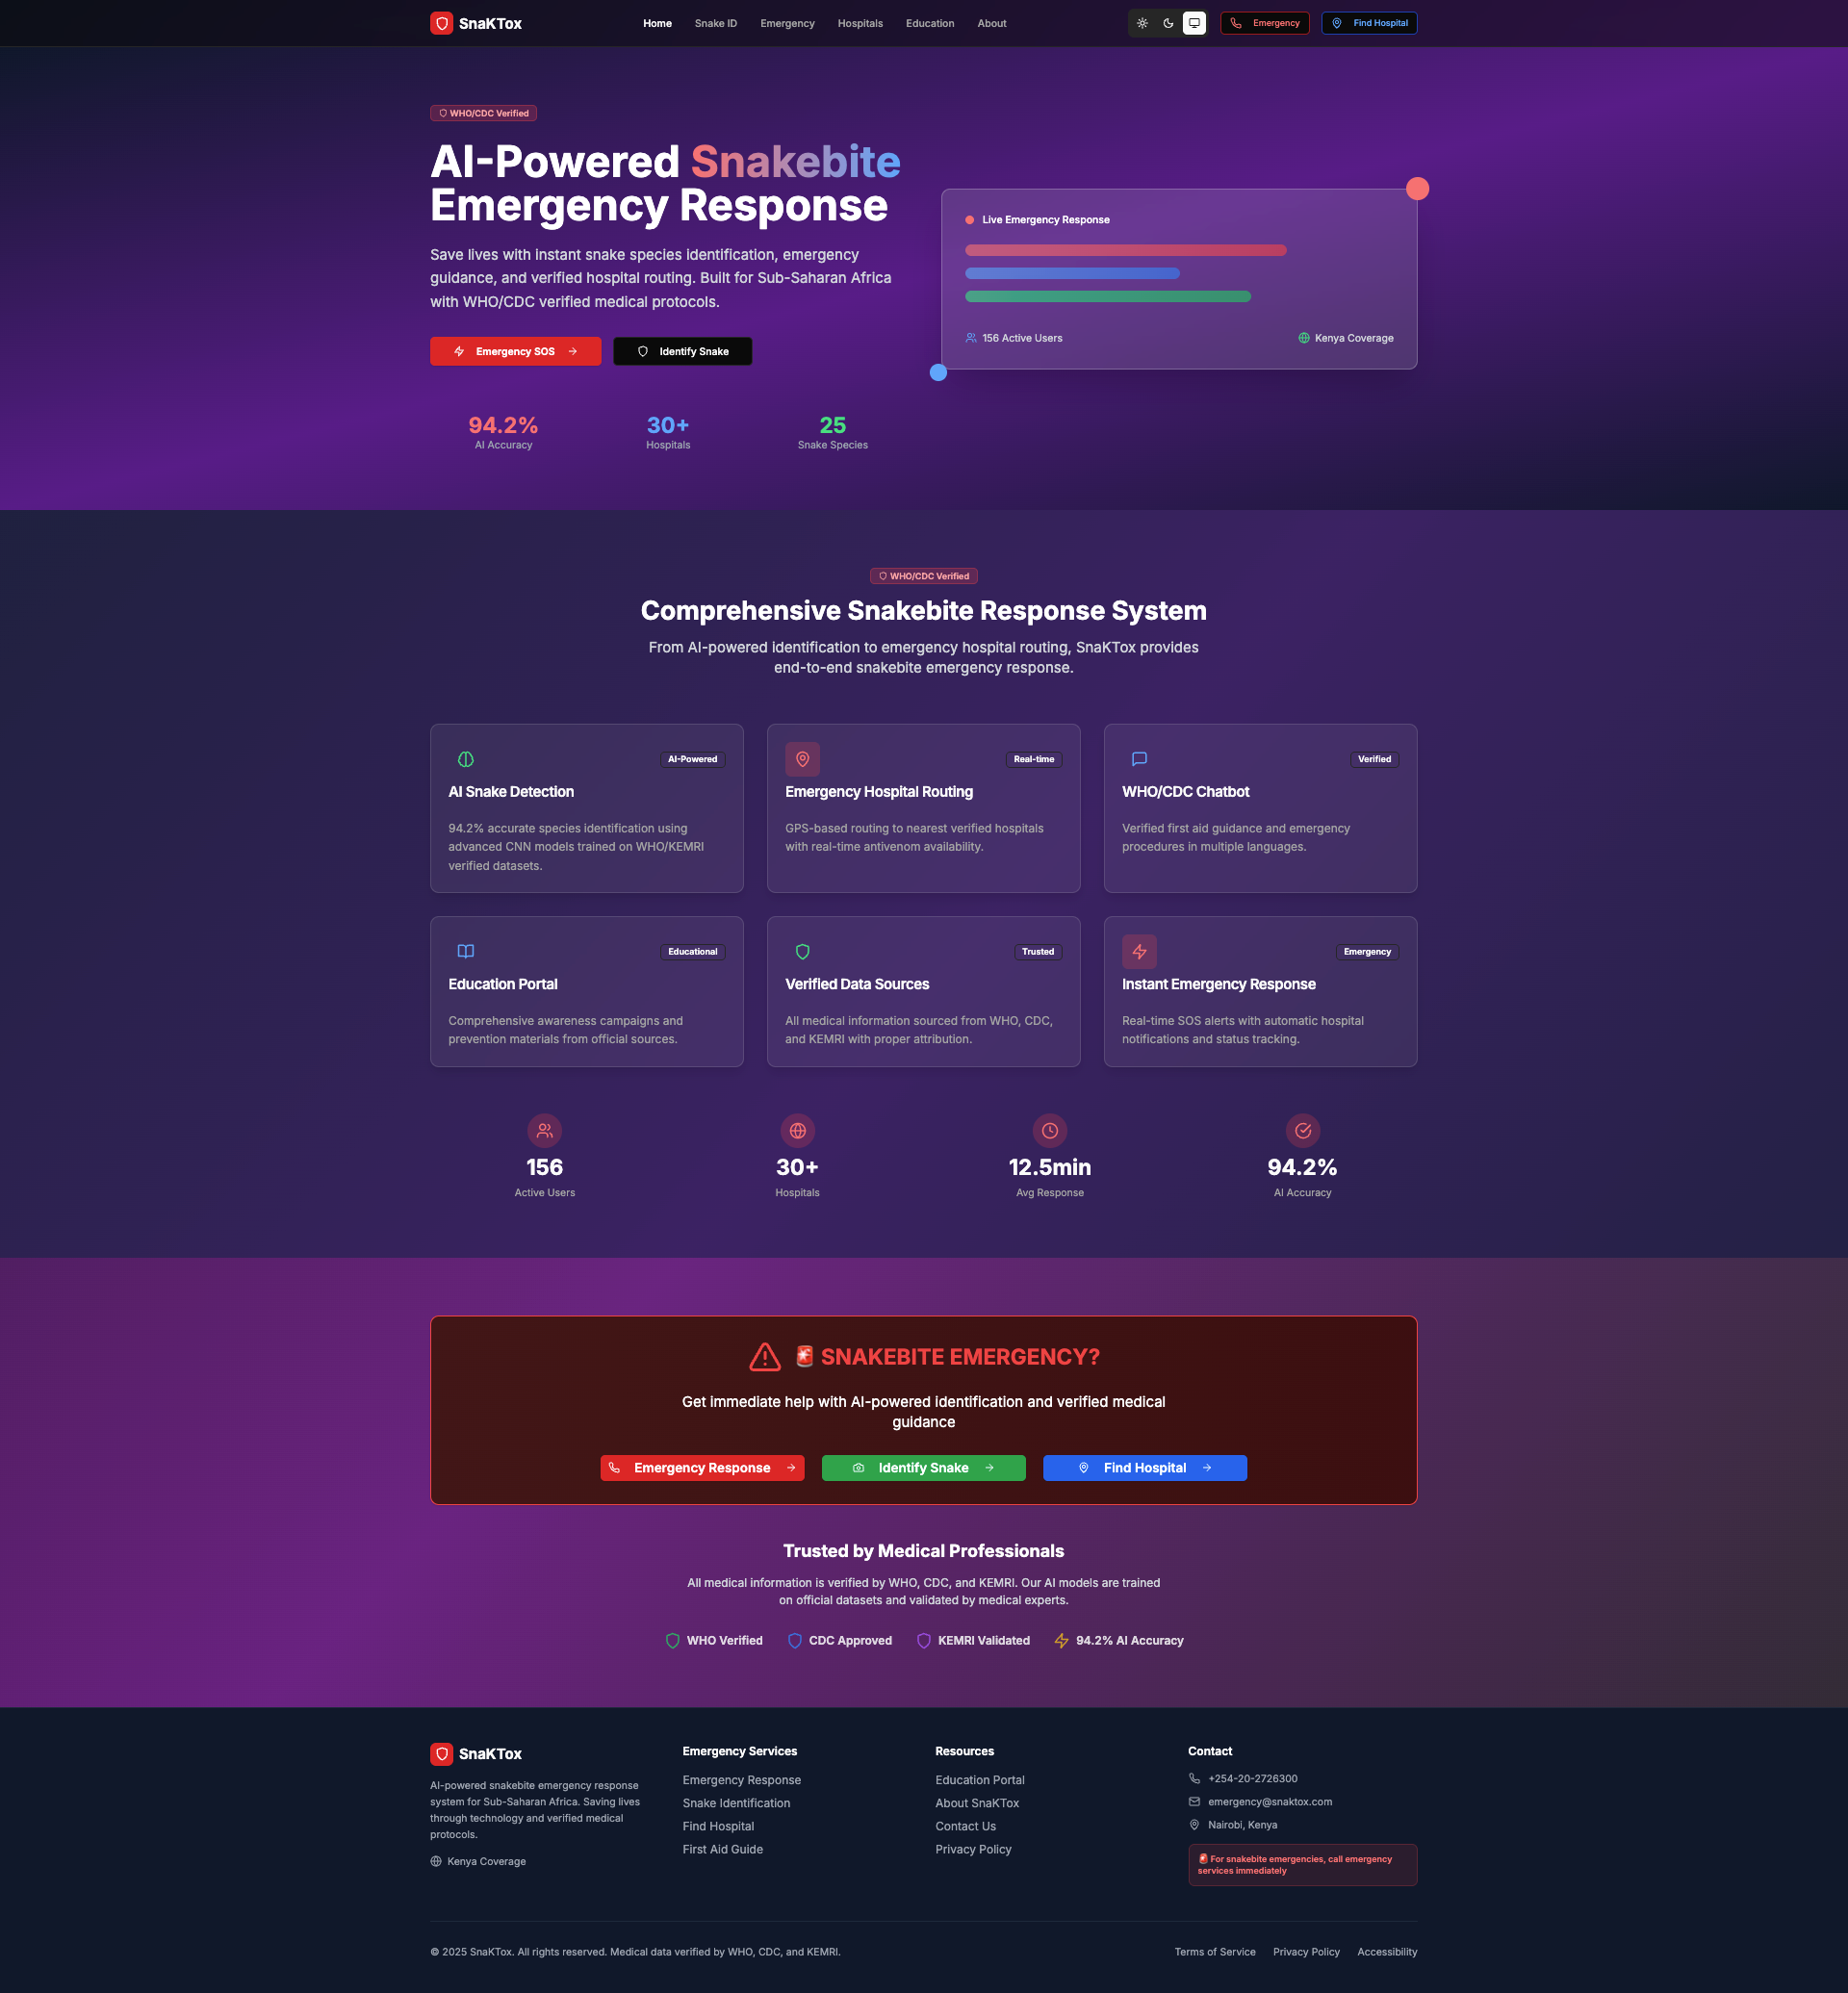 SnaKTox
Home
Snake ID
Emergency
Hospitals
Education
About
Emergency
Find Hospital
WHO/CDC Verified
AI-Powered Snakebite
Emergency Response
Save lives with instant snake species identification, emergency
guidance, and verified hospital routing. Built for Sub-Saharan Africa
with WHO/CDC verified medical protocols.
Emergency SOS
Identify Snake
94.2%
AI Accuracy
30+
Hospitals
25
Snake Species
Live Emergency Response
156 Active Users
Kenya Coverage
WHO/CDC Verified
Comprehensive Snakebite Response System
From AI-powered identification to emergency hospital routing, SnaKTox provides
end-to-end snakebite emergency response.
AI-Powered
AI Snake Detection
94.2% accurate species identification using
advanced CNN models trained on WHO/KEMRI
verified datasets.
Real-time
Emergency Hospital Routing
GPS-based routing to nearest verified hospitals
with real-time antivenom availability.
Verified
WHO/CDC Chatbot
Verified first aid guidance and emergency
procedures in multiple languages.
Educational
Education Portal
Comprehensive awareness campaigns and
prevention materials from official sources.
Trusted
Verified Data Sources
All medical information sourced from WHO, CDC,
and KEMRI with proper attribution.
Emergency
Instant Emergency Response
Real-time SOS alerts with automatic hospital
notifications and status tracking.
156
Active Users
30+
Hospitals
12.5min
Avg Response
94.2%
AI Accuracy
🚨 SNAKEBITE EMERGENCY?
Get immediate help with AI-powered identification and verified medical
guidance
Emergency Response
Identify Snake
Find Hospital
Trusted by Medical Professionals
All medical information is verified by WHO, CDC, and KEMRI. Our AI models are trained
on official datasets and validated by medical experts.
WHO Verified
CDC Approved
KEMRI Validated
94.2% AI Accuracy
SnaKTox
AI-powered snakebite emergency response
system for Sub-Saharan Africa. Saving lives
through technology and verified medical
protocols.
Kenya Coverage
Emergency Services
Emergency Response
Snake Identification
Find Hospital
First Aid Guide
Resources
Education Portal
About SnaKTox
Contact Us
Privacy Policy
Contact
+254-20-2726300
emergency@snaktox.com
Nairobi, Kenya
🚨 For snakebite emergencies, call emergency
services immediately
© 2025 SnaKTox. All rights reserved. Medical data verified by WHO, CDC, and KEMRI.
Terms of Service
Privacy Policy
Accessibility